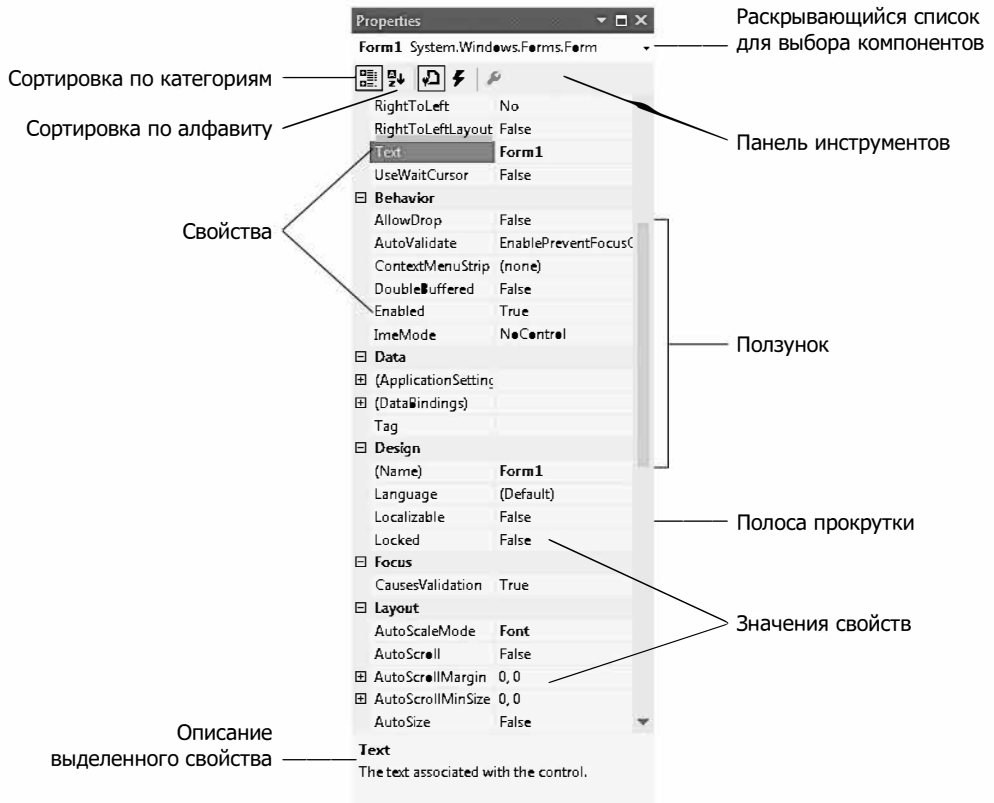 Properties
Form1 System.Windows.Forms.Form
Раскрывающийся список
для выбора компонентов
Сортировка по категориям
Сортировка по алфавиту
Панель инструментов
RightToLeft No
RightToLeftLayout False
Text Form1
UseWaitCursor False
Behavior
Свойства
AllowDrop False
AutoValidate EnablePreventFocusC
ContextMenuStrip (none)
DoubleBuffered False
Enabled True
ImeMode NoControl
Ползунок
Data
(ApplicationSetting
(DataBindings)
Tag
Design
(Name) Form1
Language (Default)
Localizable False
Полоса прокрутки
Locked False
Focus
CausesValidation True
Layout
Значения свойств
AutoScaleMode Font
AutoScroll False
AutoScrollMargin 0, 0
AutoScrollMinSize 0, 0
AutoSize False
Описание
выделенного свойства
Text
The text associated with the control.